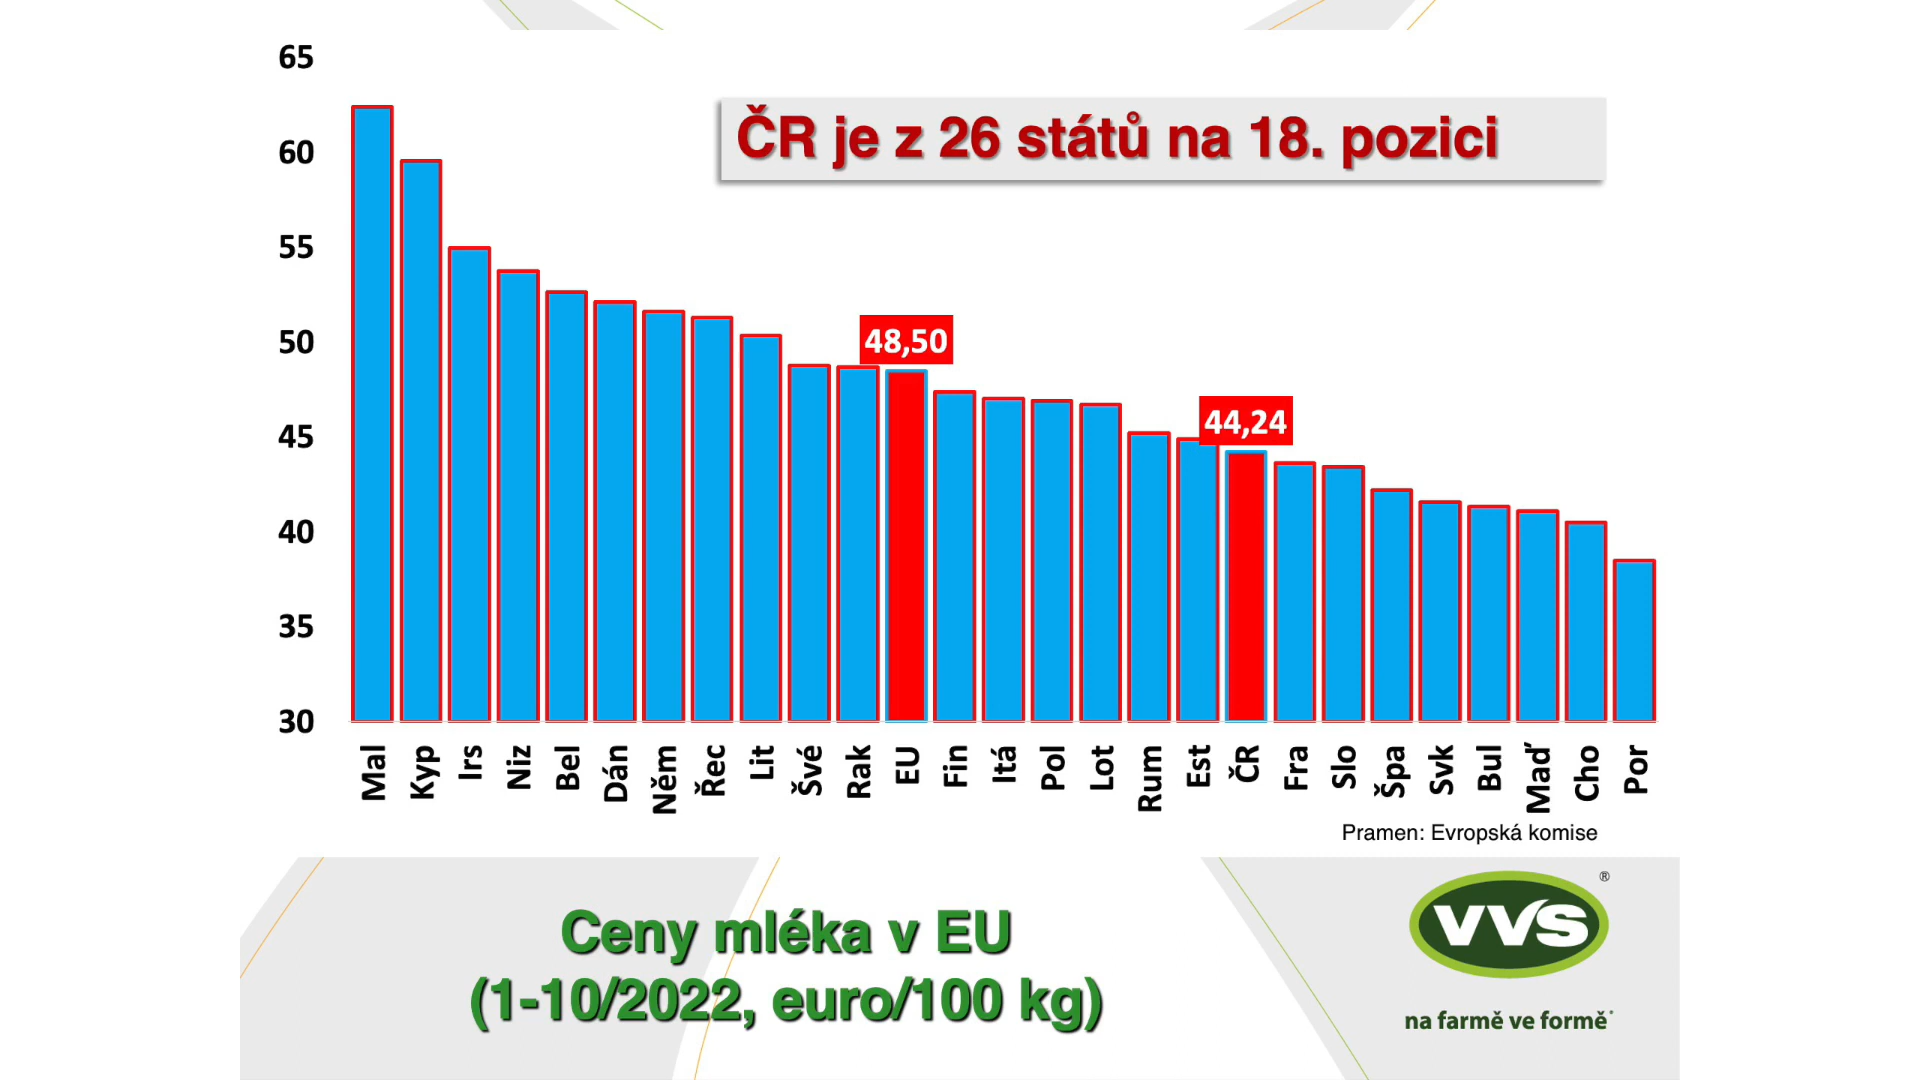 65
60
55
50
45
40
35
30
ČR je z 26 států na 18. pozici
48,50
44,24
Mal
Kyp
Irs
Niz
Bel
Dán
Něm
Řec
Lit
Švé
Rak
EU
Fin
Itá
Pol
Lot
Rum
Est
ČR
Fra
Slo
Špa
Svk
Bul
Maď
Cho
Por
Pramen: Evropská komise
Ceny mléka v EU
(1-10/2022, euro/100 kg)
VVS ®
na farmě ve formě